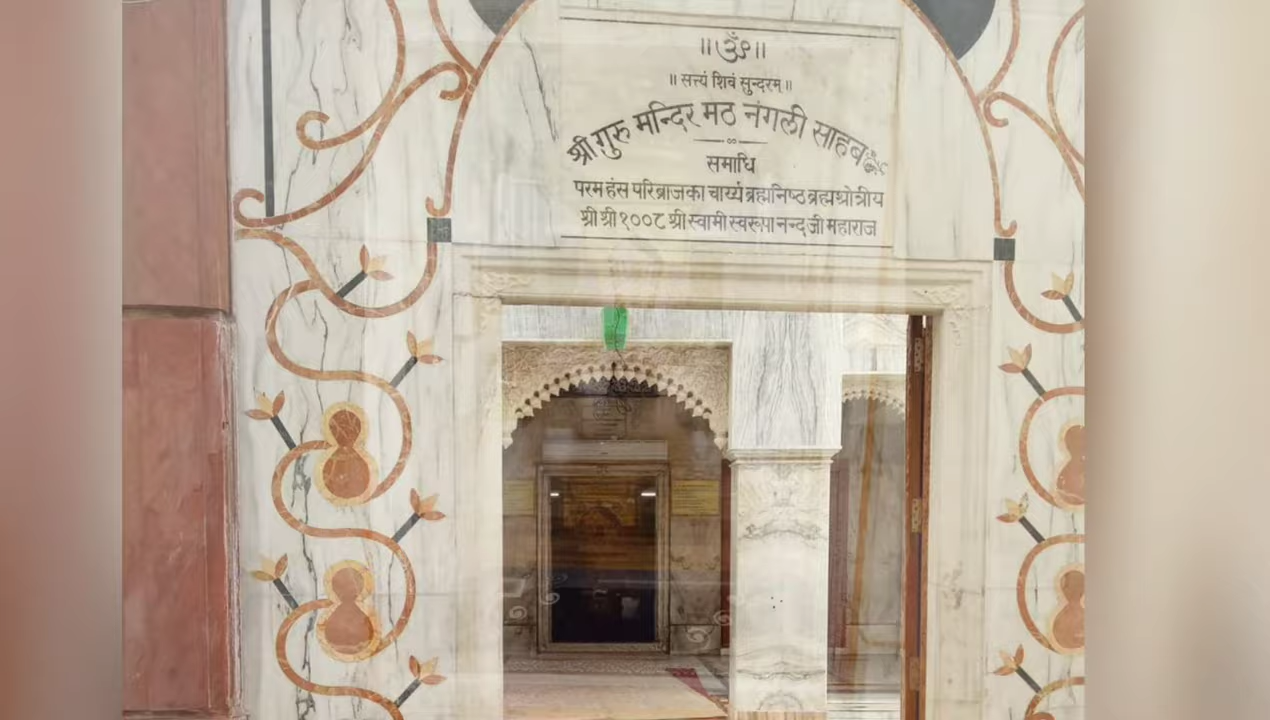 ॥ ॐ ॥
॥ सत्यं शिवं सुन्दरम् ॥
श्री गुरु मन्दिर मठ नंगली साहब
समाधि
परम हंस परिब्राजका चार्य्य ब्रह्मनिष्ठ ब्रह्मश्रोत्रीय
श्री श्री १००८ श्री स्वामी स्वरूपा नन्द जी महाराज